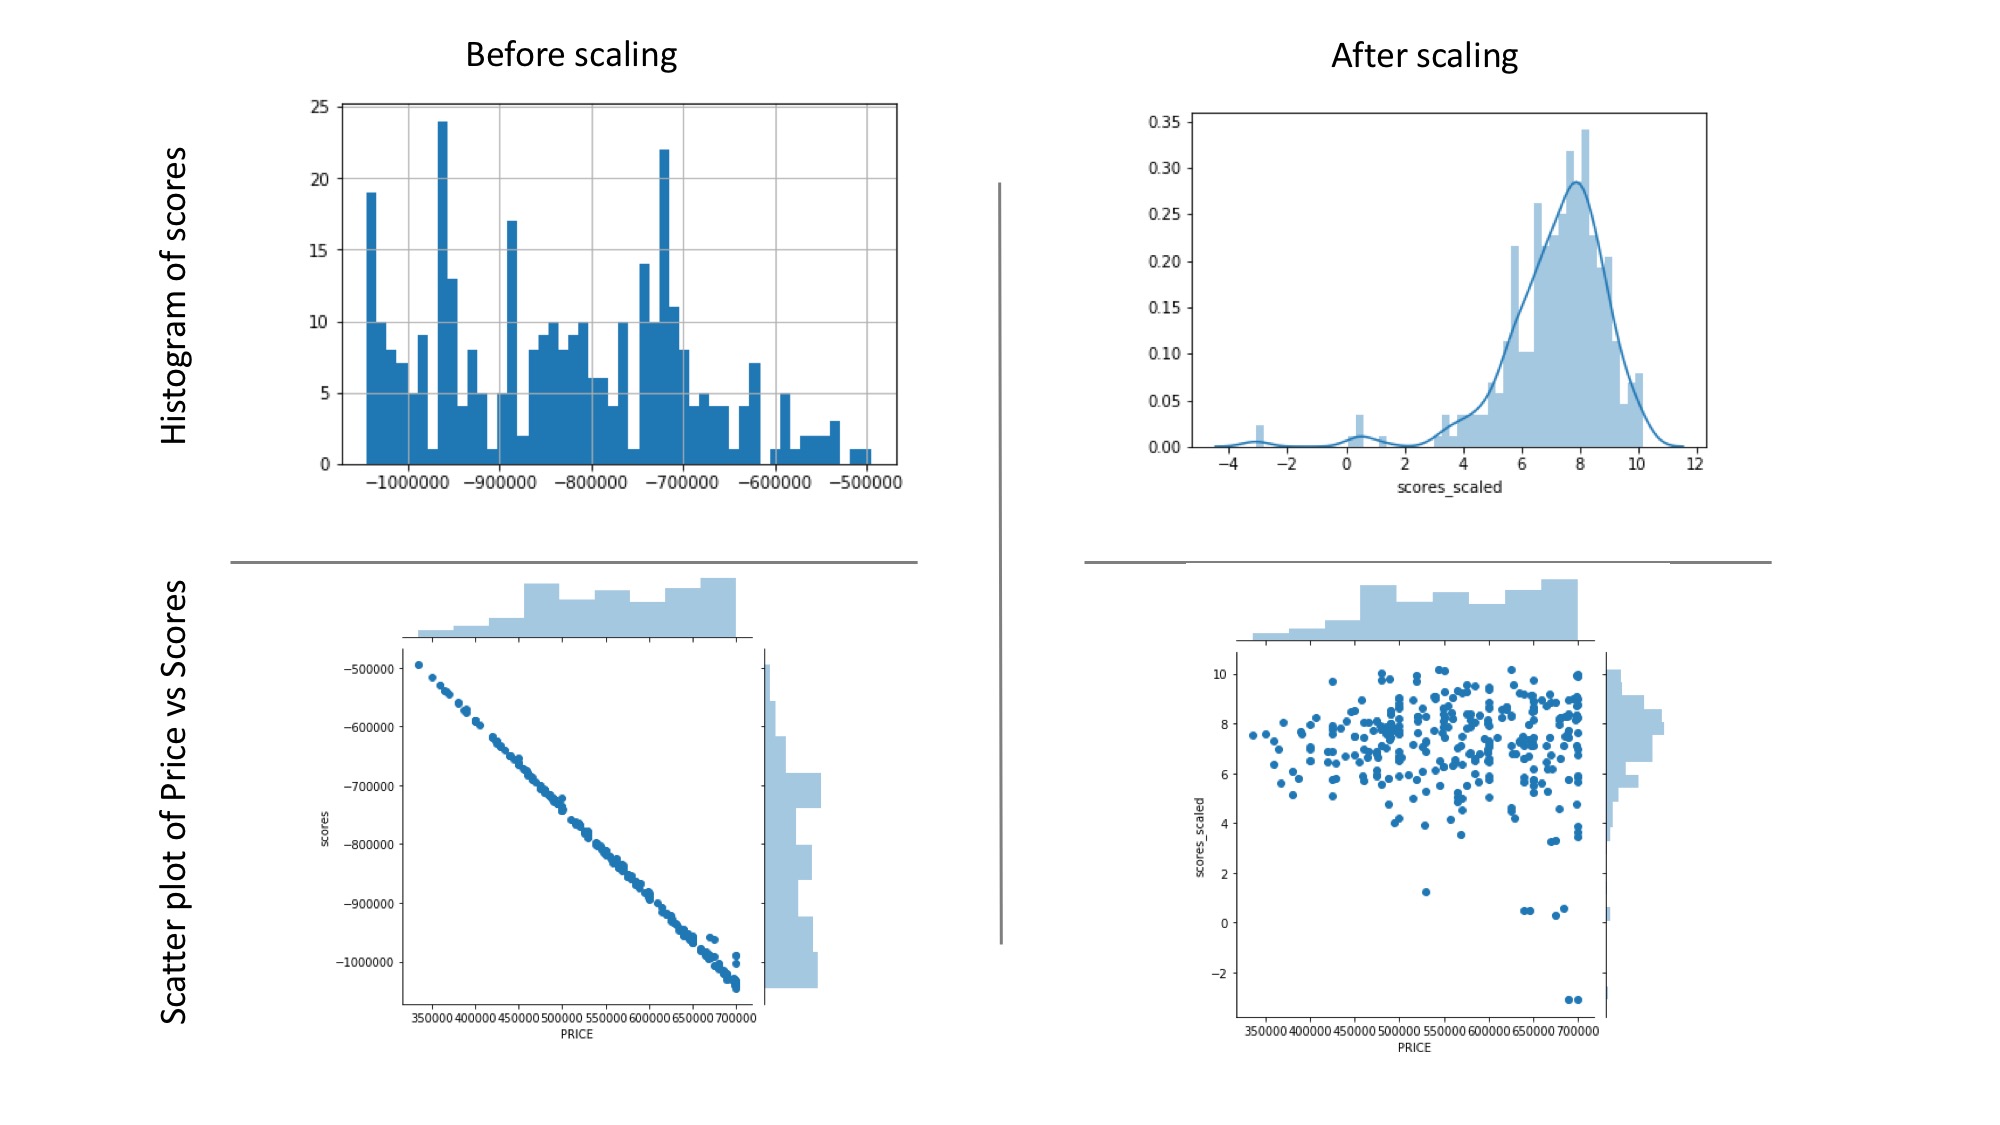 Before scaling
After scaling
Histogram of scores
25
20
15
10
5
0
−1000000 −900000 −800000 −700000 −600000 −500000
0.35
0.30
0.25
0.20
0.15
0.10
0.05
0.00
−4 −2 0 2 4 6 8 10 12
scores_scaled
Scatter plot of Price vs Scores
−500000
−600000
−700000
−800000
−900000
−1000000
scores
350000 400000 450000 500000 550000 600000 650000 700000
PRICE
10
8
6
4
2
0
−2
scores_scaled
350000 400000 450000 500000 550000 600000 650000 700000
PRICE